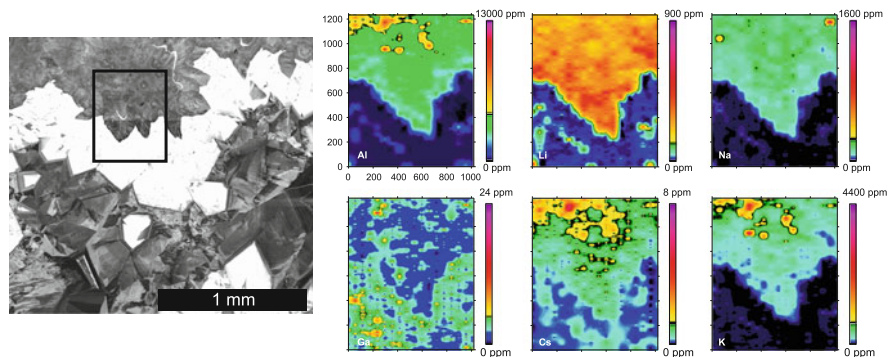 1 mm
1200
1000
800
600
400
200
0
0 200 400 600 800 1000
Al
13000 ppm
0 ppm
Li
900 ppm
0 ppm
Na
1600 ppm
0 ppm
Ga
24 ppm
0 ppm
Cs
8 ppm
0 ppm
K
4400 ppm
0 ppm